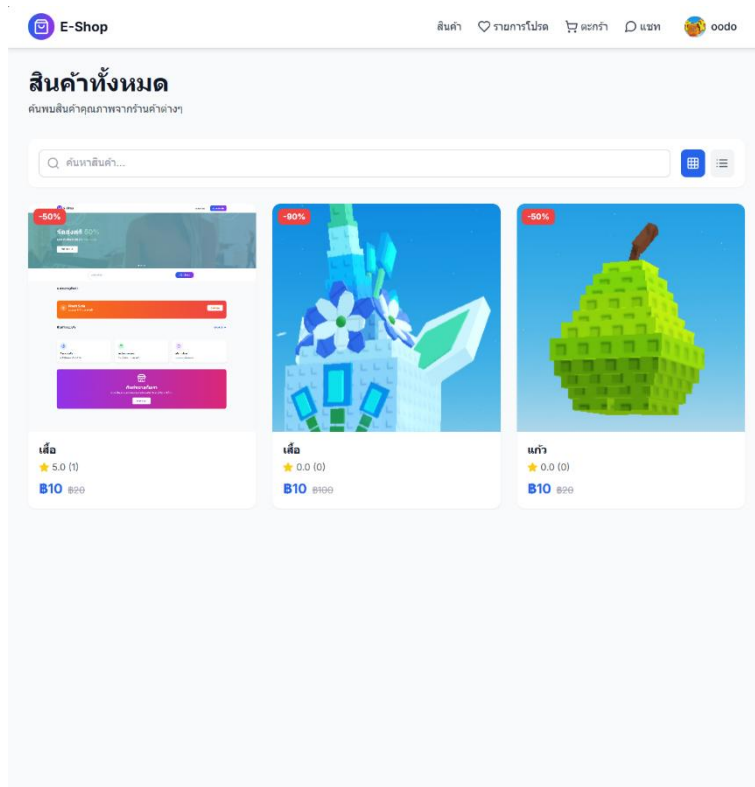 E-Shop
สินค้า รายการโปรด ตะกร้า แชท oodo
สินค้าทั้งหมด
ค้นพบสินค้าคุณภาพจากร้านค้าต่างๆ
ค้นหาสินค้า...
-50%
-90%
-50%
เสื้อ
5.0 (1)
฿10 ฿20
เสื้อ
0.0 (0)
฿10 ฿100
แก้ว
0.0 (0)
฿10 ฿20